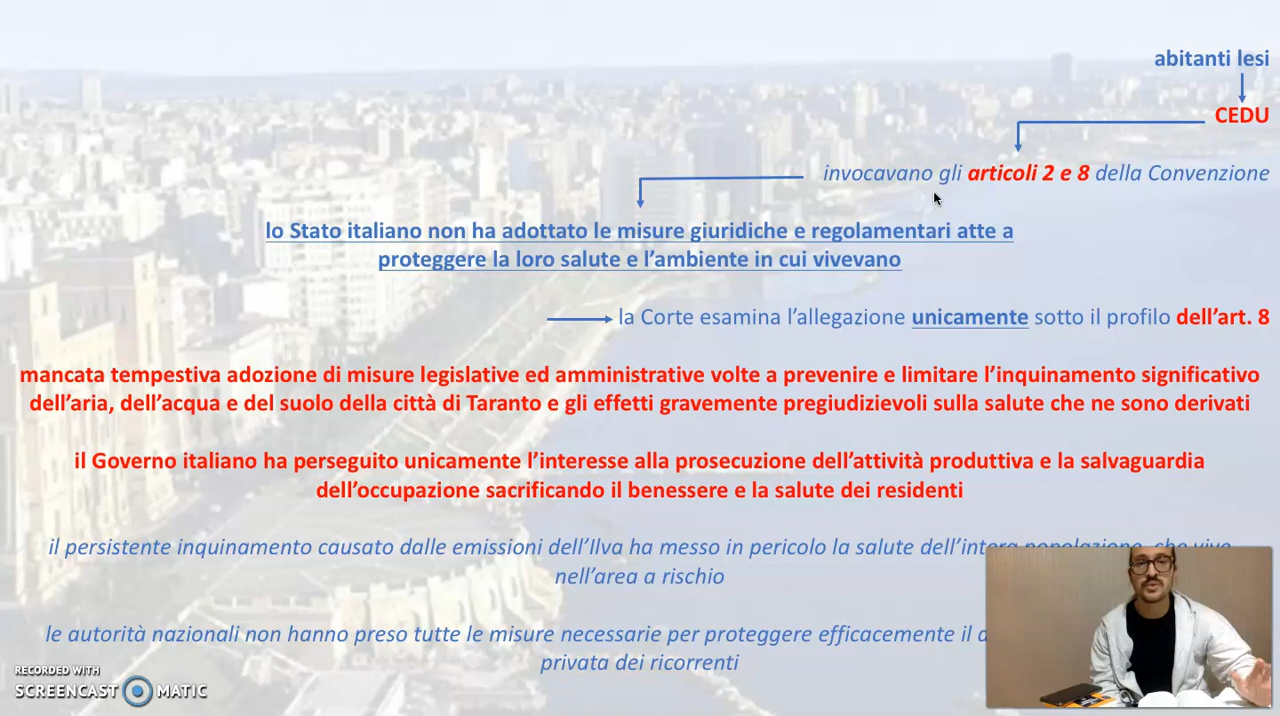 abitanti lesi
CEDU
invocavano gli articoli 2 e 8 della Convenzione
lo Stato italiano non ha adottato le misure giuridiche e regolamentari atte a
proteggere la loro salute e l'ambiente in cui vivevano
la Corte esamina l'allegazione unicamente sotto il profilo dell'art. 8
mancata tempestiva adozione di misure legislative ed amministrative volte a prevenire e limitare l'inquinamento significativo
dell'aria, dell'acqua e del suolo della città di Taranto e gli effetti gravemente pregiudizievoli sulla salute che ne sono derivati
il Governo italiano ha perseguito unicamente l'interesse alla prosecuzione dell'attività produttiva e la salvaguardia
dell'occupazione sacrificando il benessere e la salute dei residenti
il persistente inquinamento causato dalle emissioni dell'Ilva ha messo in pericolo la salute dell'intera popolazione, che vive
nell'area a rischio
le autorità nazionali non hanno preso tutte le misure necessarie per proteggere efficacemente il
privata dei ricorrenti
RECORDED WITH
SCREENCAST MATIC